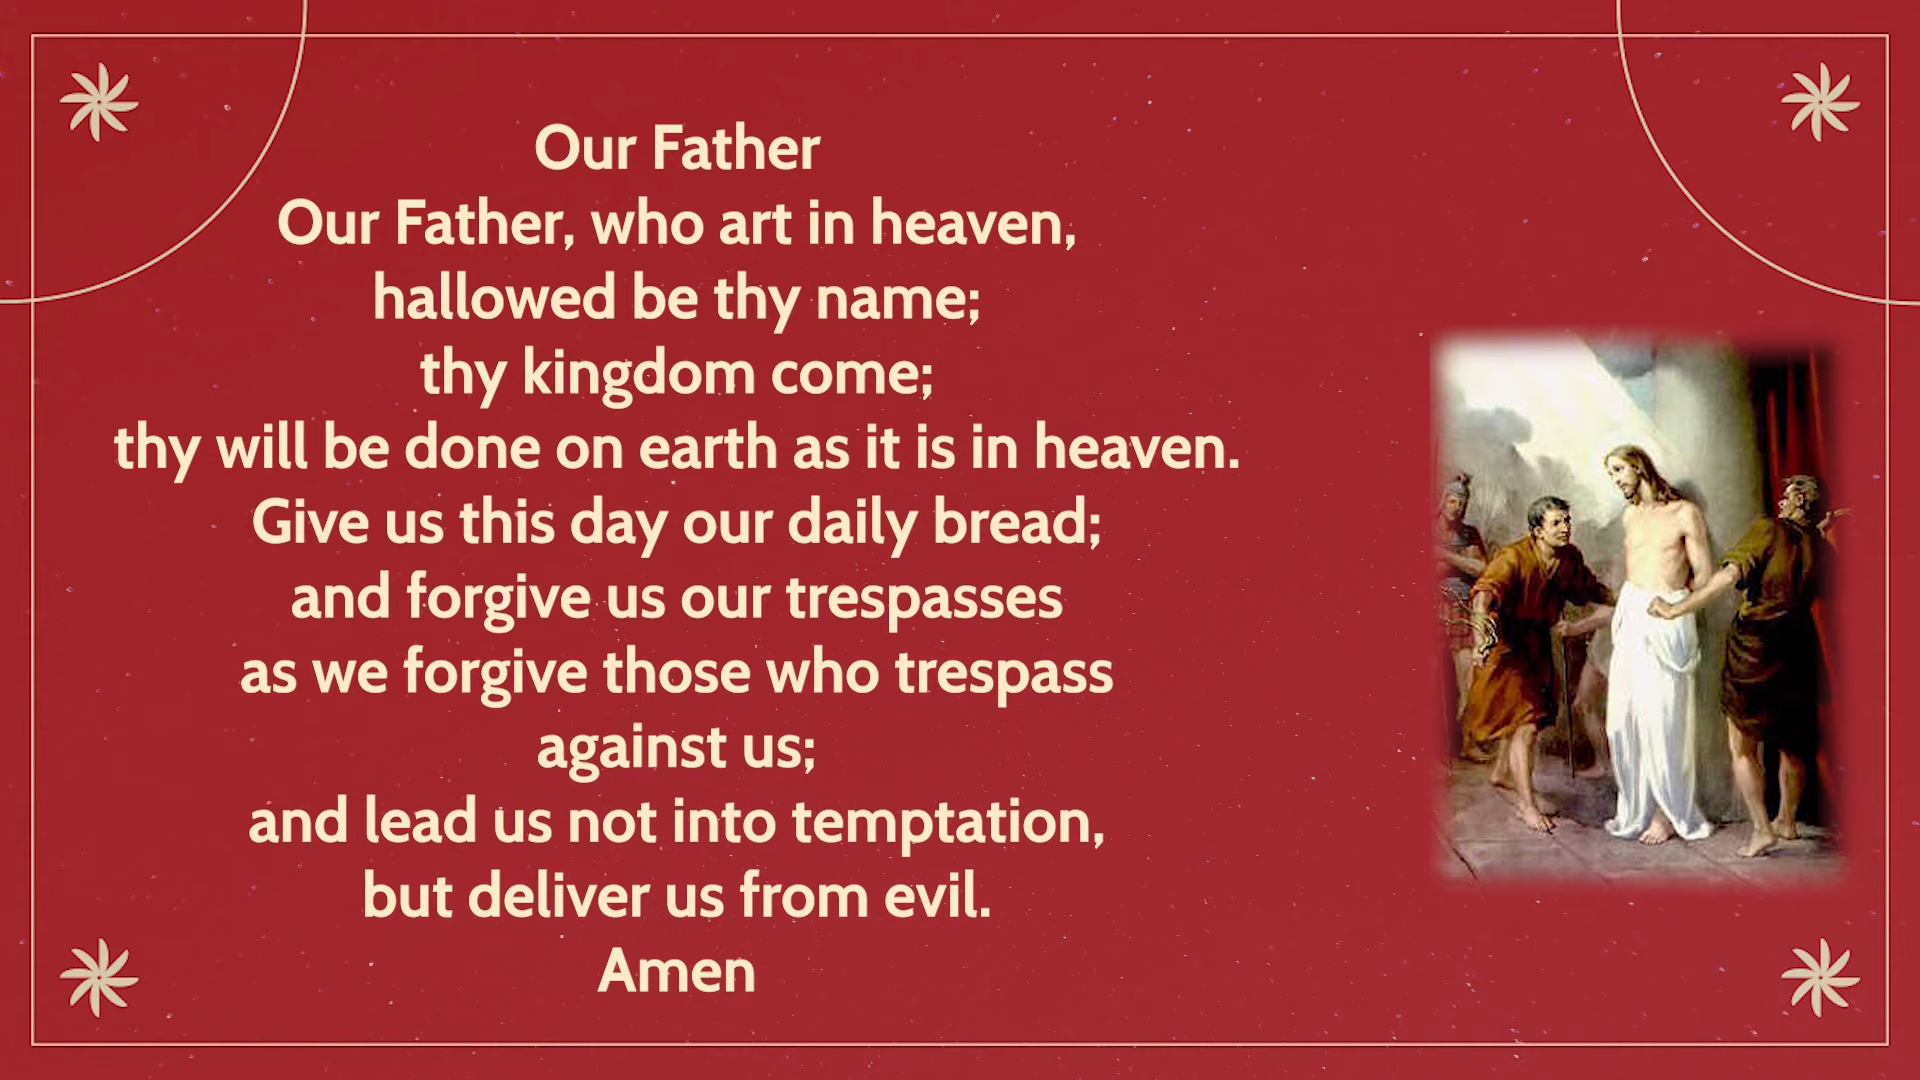 Our Father
Our Father, who art in heaven,
hallowed be thy name;
thy kingdom come;
thy will be done on earth as it is in heaven.
Give us this day our daily bread;
and forgive us our trespasses
as we forgive those who trespass
against us;
and lead us not into temptation,
but deliver us from evil.
Amen